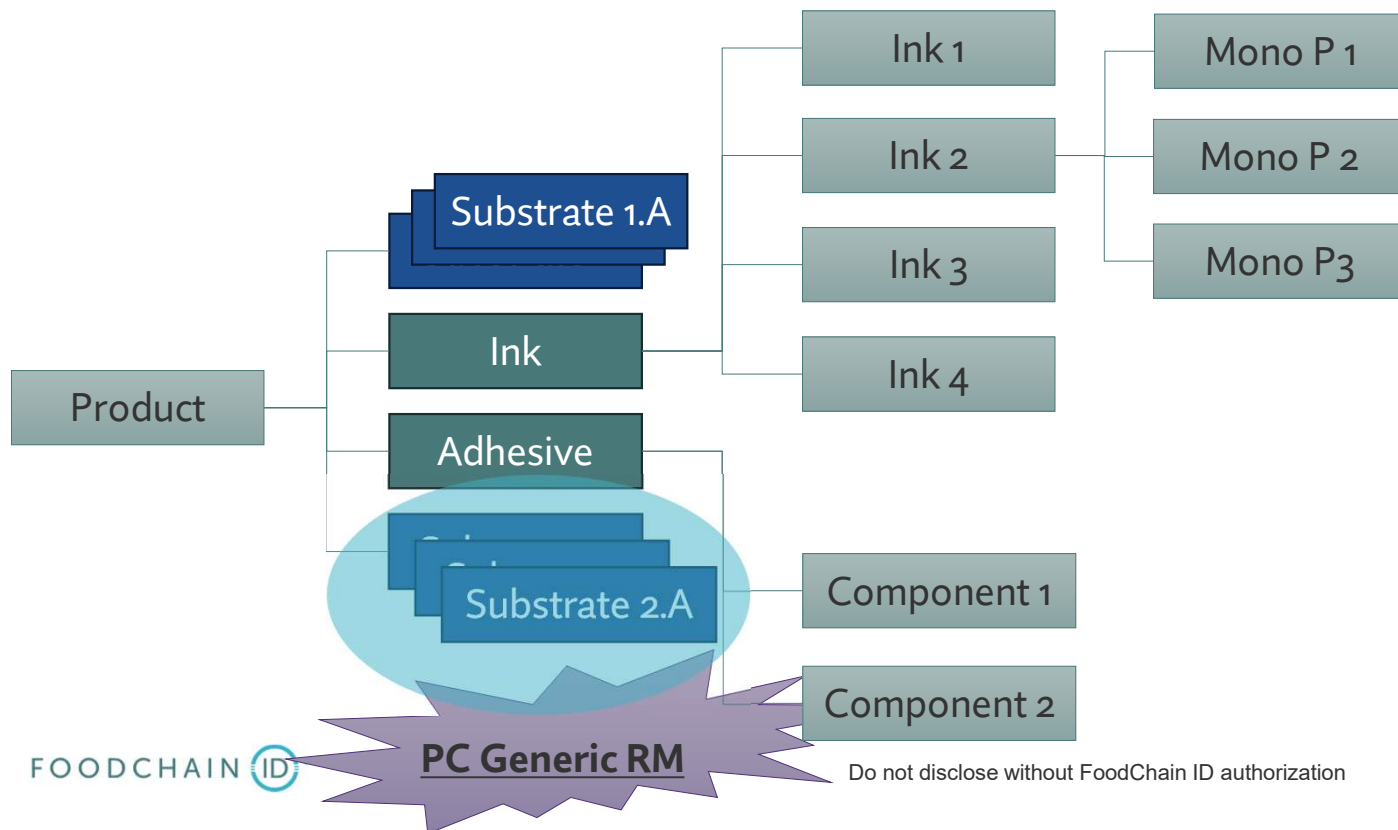 Ink 1
Mono P 1
Ink 2
Mono P 2
Substrate 1.A
Ink 3
Mono P3
Ink
Ink 4
Product
Adhesive
Substrate 2.A
Component 1
Component 2
PC Generic RM
FOODCHAIN ID
Do not disclose without FoodChain ID authorization